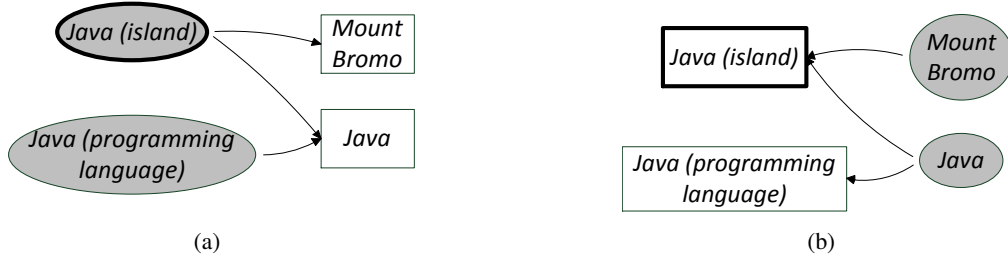 Java (island)
Mount
Bromo
Java (programming
language)
Java
(a)
Java (island)
Mount
Bromo
Java (programming
language)
Java
(b)